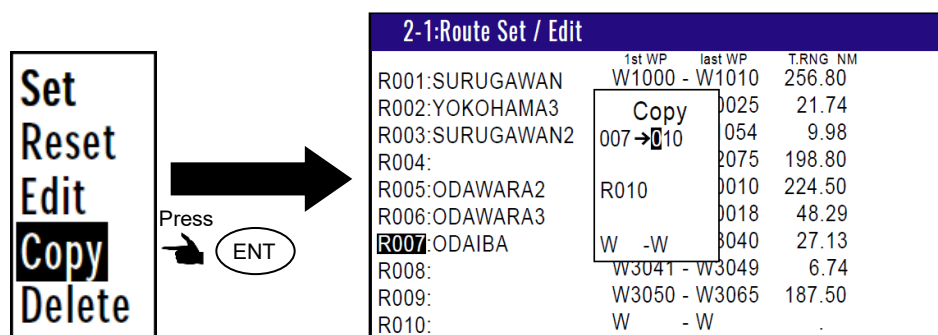 Set
Reset
Edit
Copy
Delete
Press
ENT
2-1:Route Set / Edit
1st WP last WP T.RNG NM
R001:SURUGAWAN W1000 - W1010 256.80
R002:YOKOHAMA3 0025 21.74
R003:SURUGAWAN2 1054 9.98
R004: 2075 198.80
R005:ODAWARA2 0010 224.50
R006:ODAWARA3 0018 48.29
R007:ODAIBA 3040 27.13
R008: W3041 - W3049 6.74
R009: W3050 - W3065 187.50
R010: W - W .
Copy
007→010
R010
W -W